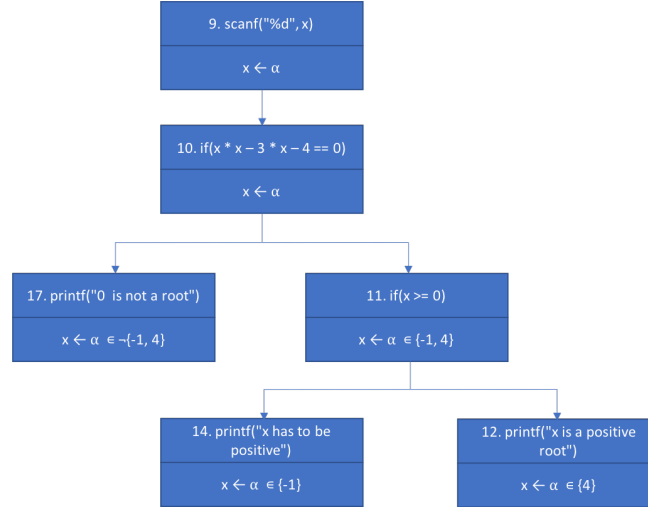 9. scanf("%d", x)
x ← α
10. if(x * x – 3 * x – 4 == 0)
x ← α
17. printf("0  is not a root")
x ← α ∈ ¬{-1, 4}
11. if(x >= 0)
x ← α ∈ {-1, 4}
14. printf("x has to be
positive")
x ← α ∈ {-1}
12. printf("x is a positive
root")
x ← α ∈ {4}